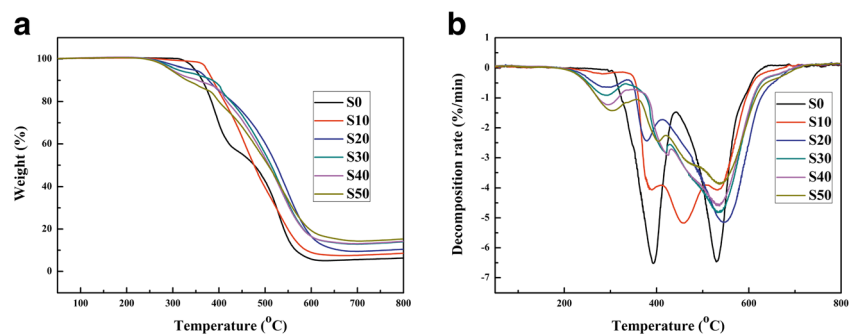 a
100
80
60
40
20
0
Weight (%)
S0
S10
S20
S30
S40
S50
100
200
300
400
500
600
700
800
Temperature (°C)
b
0
-1
-2
-3
-4
-5
-6
-7
Decomposition rate (%/min)
S0
S10
S20
S30
S40
S50
200
400
600
800
Temperature (°C)